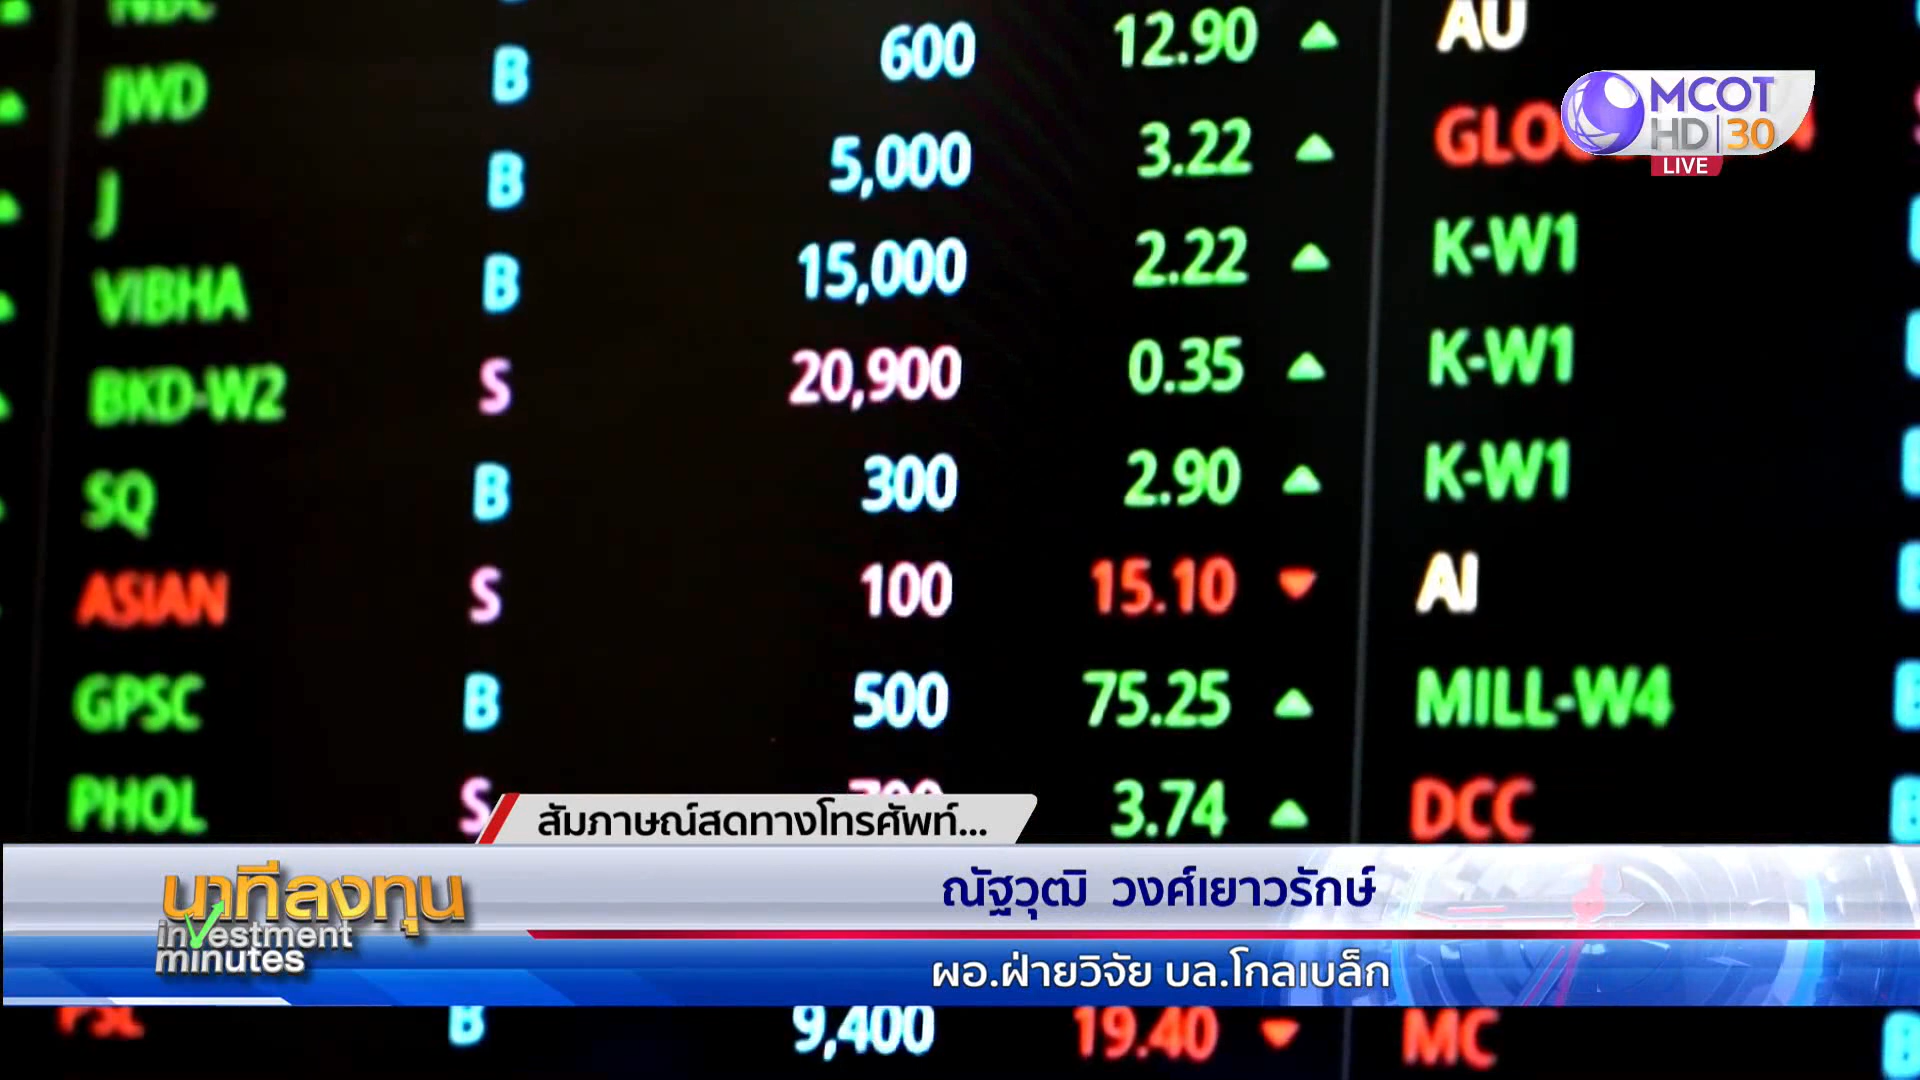 NBC
JWD B 600 12.90 ▲ AU
J B 5,000 3.22 ▲
VIBHA B 15,000 2.22 ▲ K-W1
BKD-W2 S 20,900 0.35 ▲ K-W1
SQ B 300 2.90 ▲ K-W1
ASIAN S 100 15.10 ▼ AI B
GPSC B 500 75.25 ▲ MILL-W4 B
PHOL S 700 3.74 ▲ DCC B
PSL B 9,400 19.40 ▼ MC B
MCOT
HD 30
LIVE
สัมภาษณ์สดทางโทรศัพท์...
นาทีลงทุน
investment
minutes
ณัฐวุฒิ วงศ์เยาวรักษ์
ผอ.ฝ่ายวิจัย บล.โกลเบล็ก